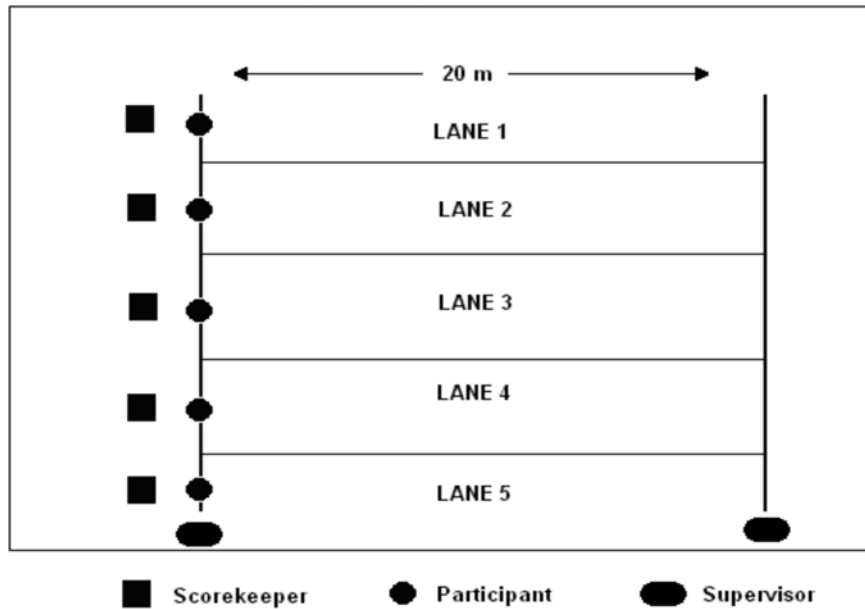 20 m
LANE 1
LANE 2
LANE 3
LANE 4
LANE 5
Scorekeeper Participant Supervisor